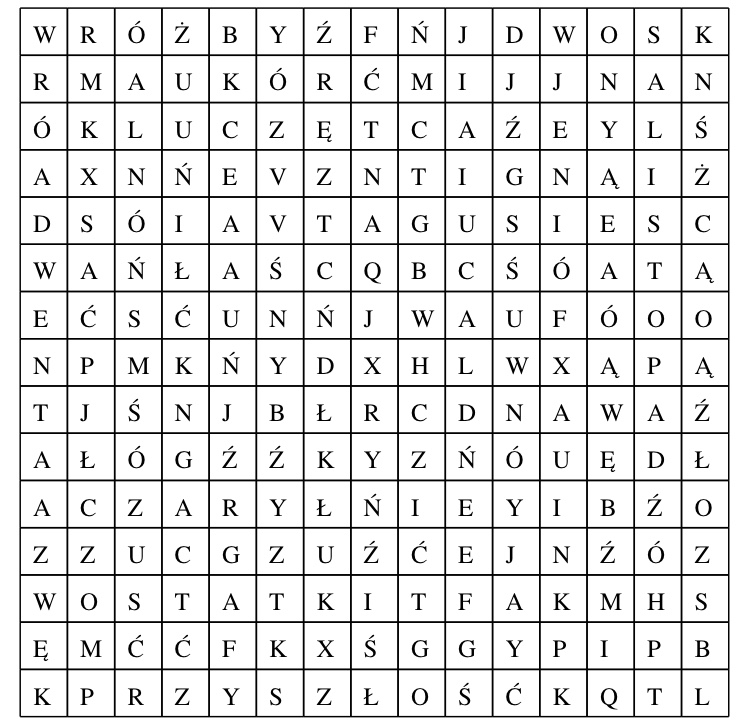 W R Ó Ż B Y Ź F Ń J D W O S K
R M A U K Ó R Ć M I J J N A N
Ó K L U C Z Ę T C A Ź E Y L Ś
A X N Ń E V Z N T I G N Ą I Ż
D S Ó I A V T A G U S I E S C
W A Ń Ł A Ś C Q B C Ś Ó A T Ą
E Ć S Ć U N Ń J W A U F Ó O O
N P M K Ń Y D X H L W X Ą P Ą
T J Ś N J B Ł R C D N A W A Ź
A Ł Ó G Ź Ź K Y Z Ń Ó U Ę D Ł
A C Z A R Y Ł Ń I E Y I B Ź O
Z Z U C G Z U Ź Ć E J N Ź Ó Z
W O S T A T K I T F A K M H S
Ę M Ć Ć F K X Ś G G Y P I P B
K P R Z Y S Z Ł O Ś Ć K Q T L